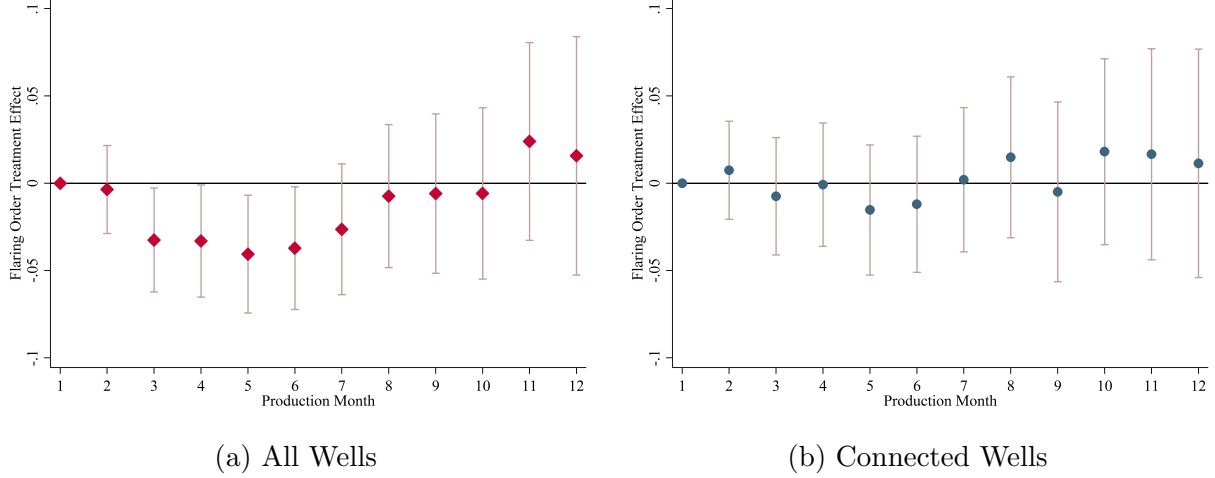 Flaring Order Treatment Effect
.1
.05
0
-.05
-.1
1 2 3 4 5 6 7 8 9 10 11 12
Production Month
(a) All Wells
Flaring Order Treatment Effect
.1
.05
0
-.05
-.1
1 2 3 4 5 6 7 8 9 10 11 12
Production Month
(b) Connected Wells